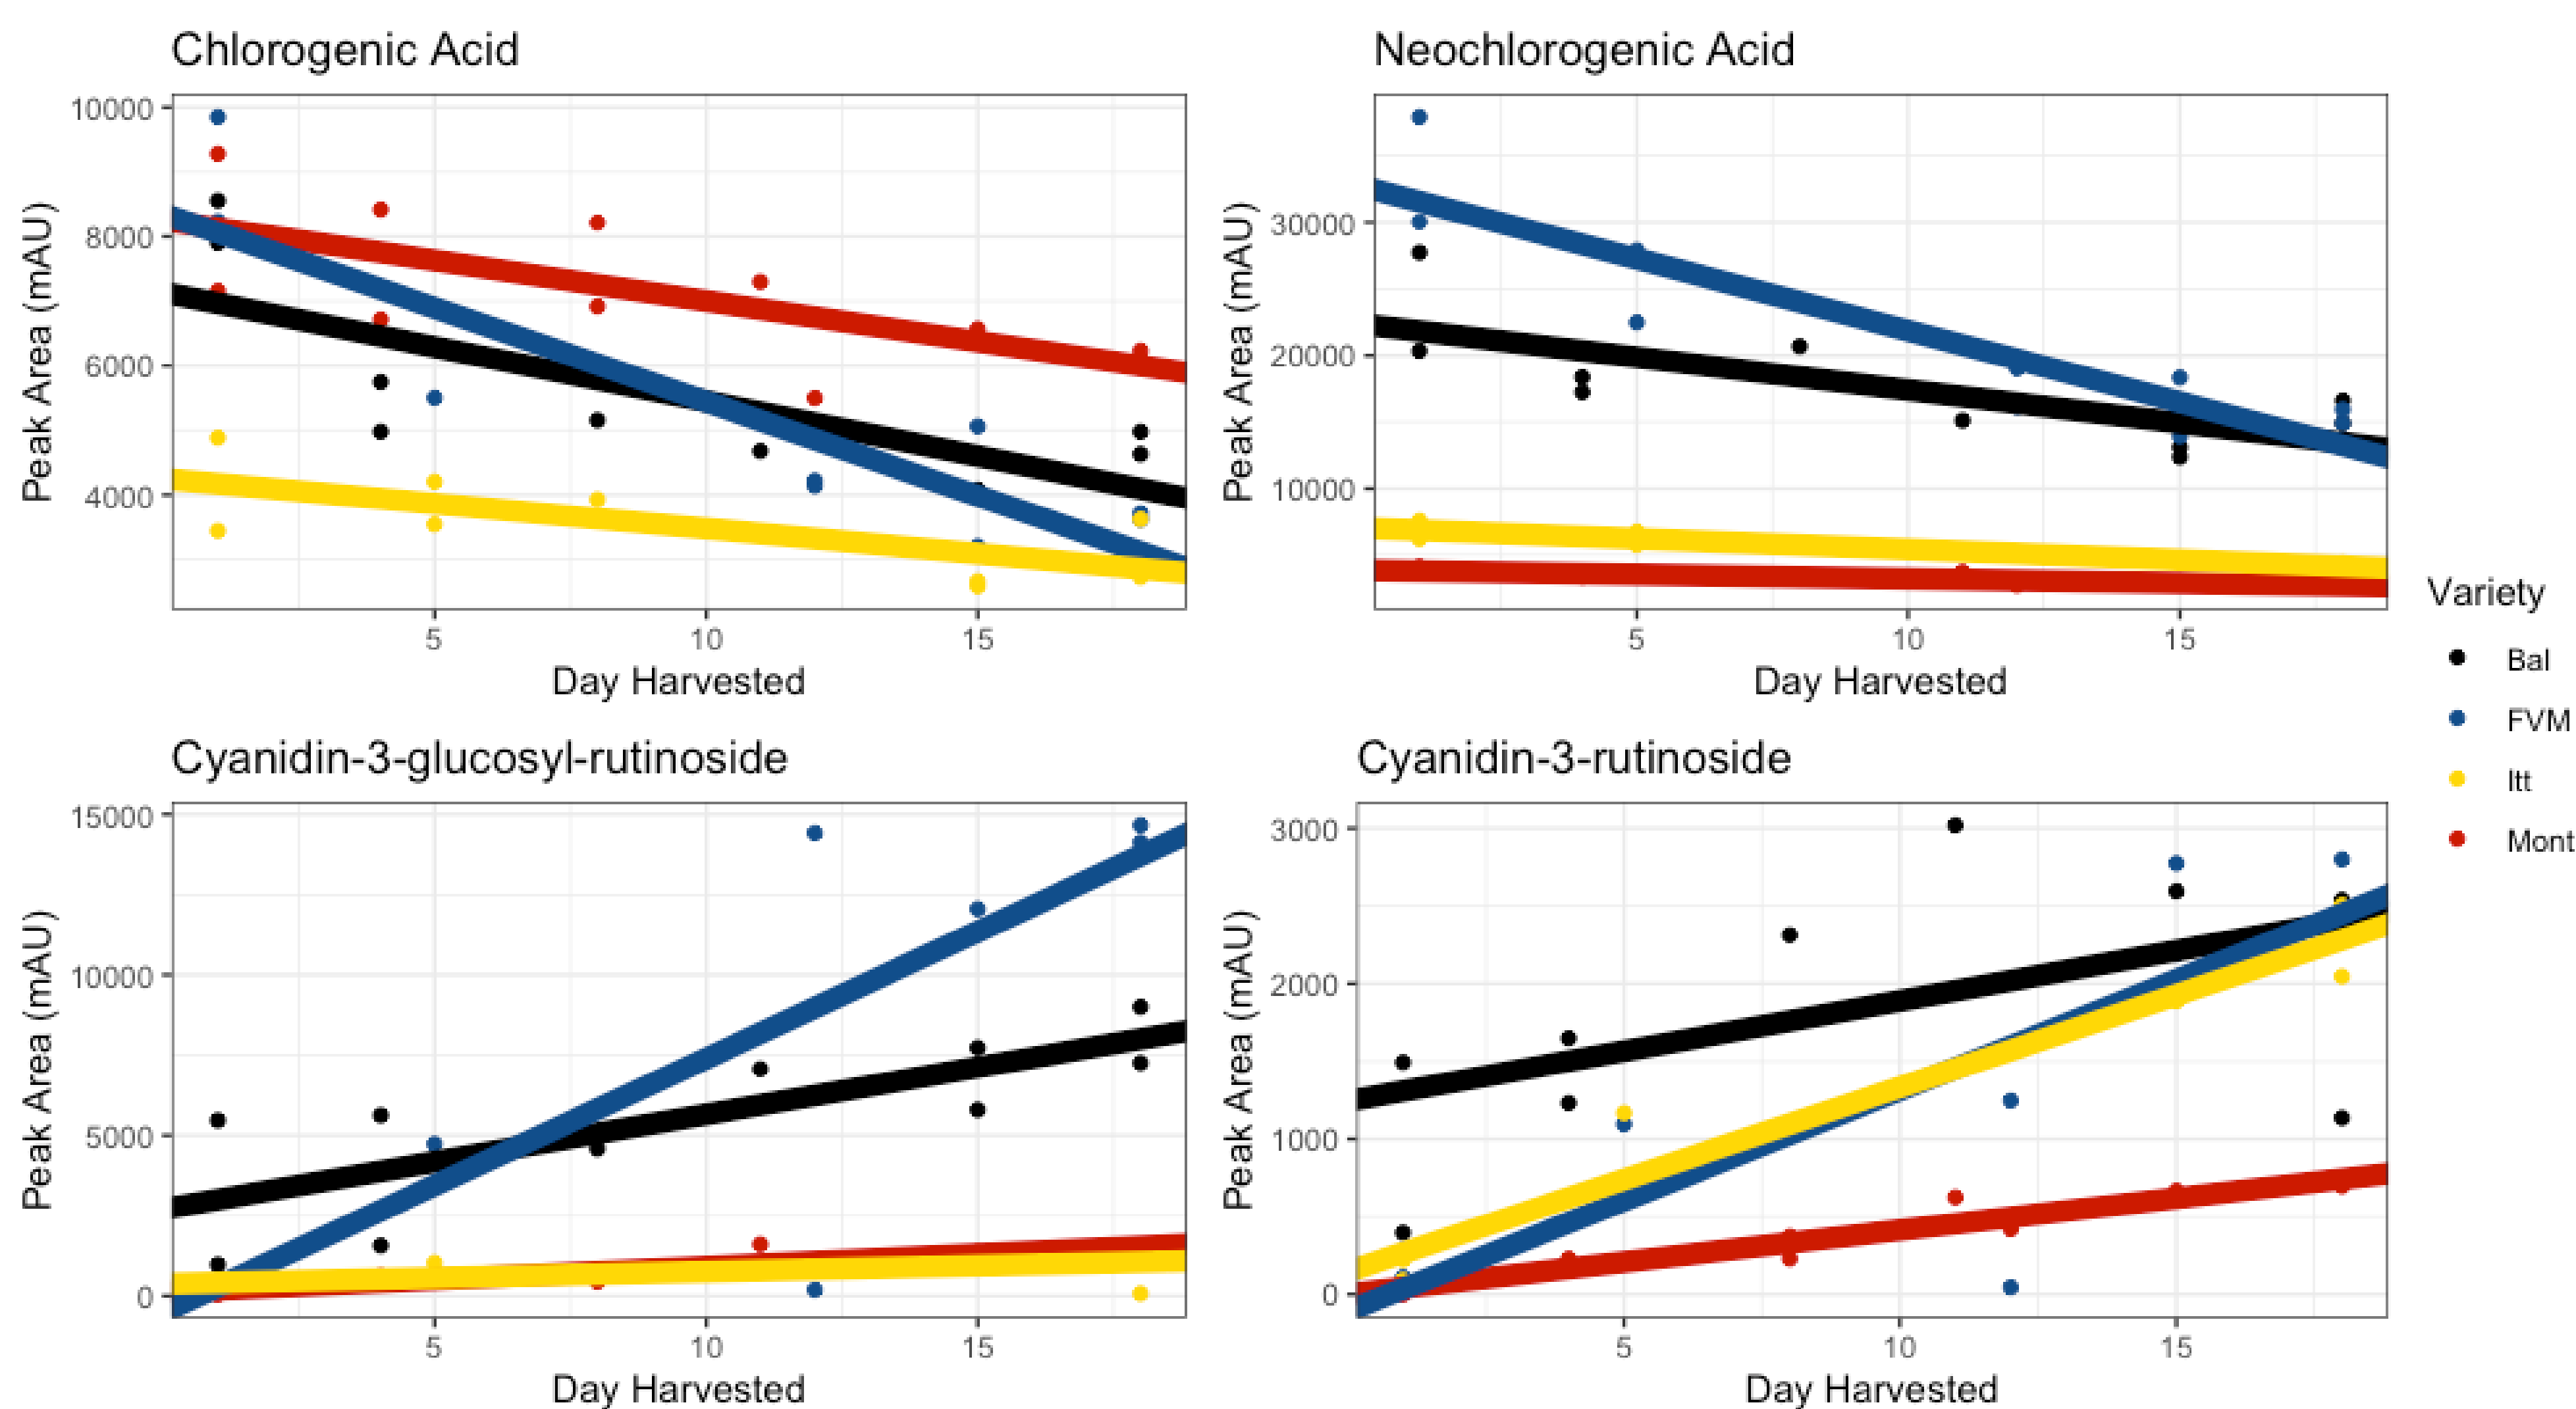 Chlorogenic Acid
Peak Area (mAU)
10000
8000
6000
4000
5 10 15
Day Harvested
Neochlorogenic Acid
Peak Area (mAU)
30000
20000
10000
5 10 15
Day Harvested
Cyanidin-3-glucosyl-rutinoside
Peak Area (mAU)
15000
10000
5000
0
5 10 15
Day Harvested
Cyanidin-3-rutinoside
Peak Area (mAU)
3000
2000
1000
0
5 10 15
Day Harvested
Variety
Bal
FVM
Itt
Mont